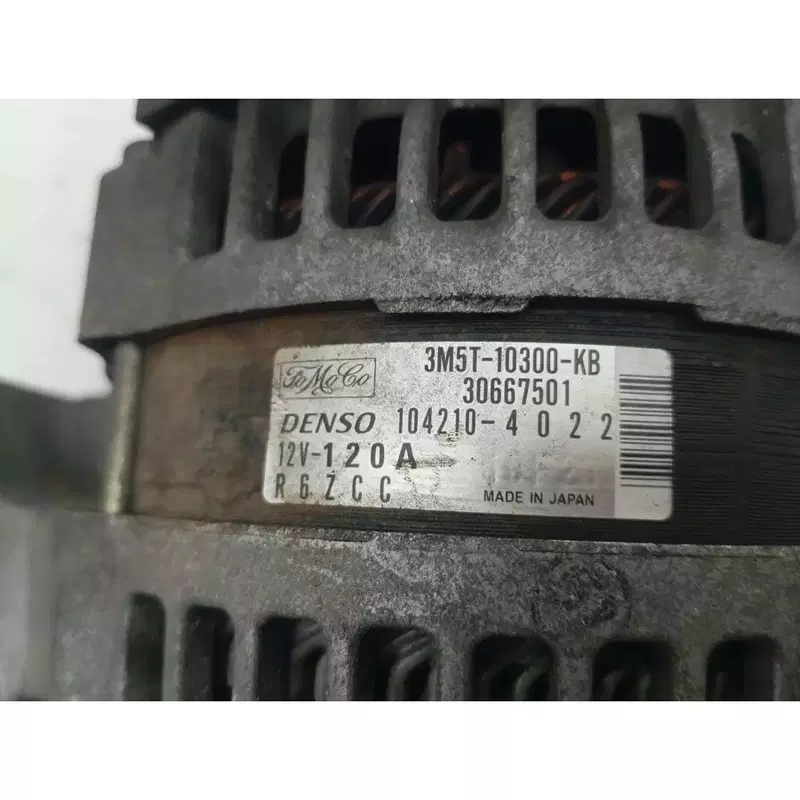 FoMoCo
3M5T-10300-KB
30667501
DENSO 104210-4022
12V-120A
R6ZCC
MADE IN JAPAN